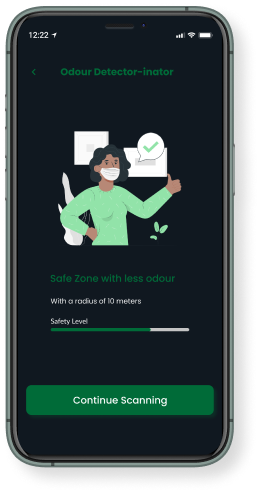 12:22
Odour Detector-inator
Safe Zone with less odour
With a radius of 10 meters
Safety Level
Continue Scanning